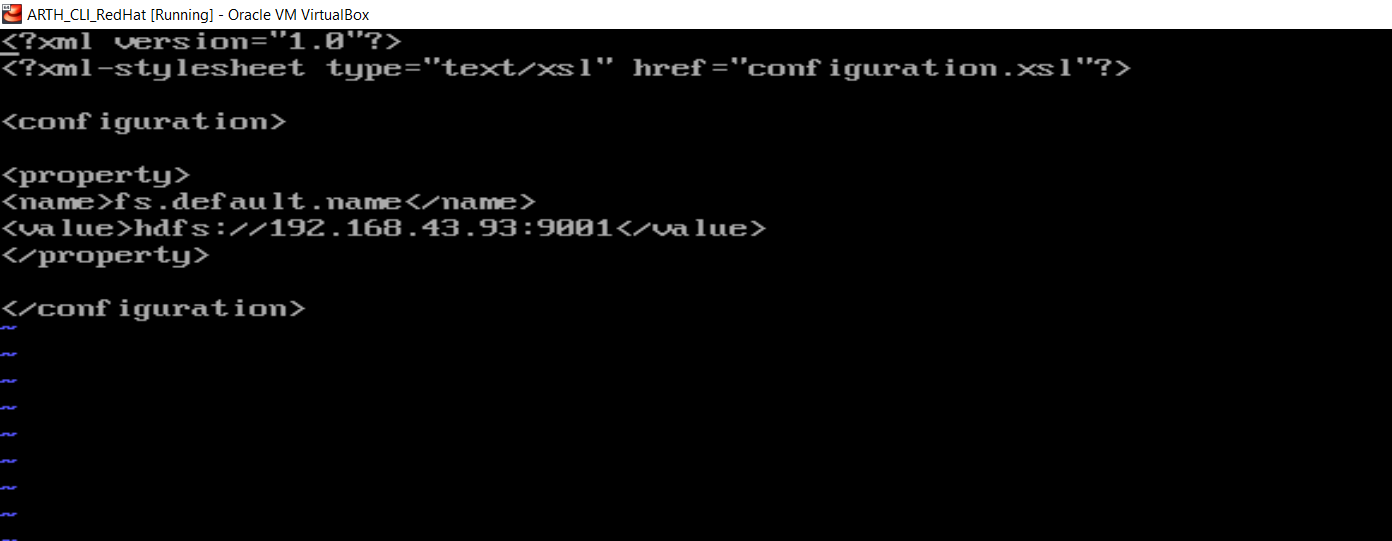 ARTH_CLI_RedHat [Running] - Oracle VM VirtualBox
<?xml version="1.0"?>
<?xml-stylesheet type="text/xsl" href="configuration.xsl"?>
<configuration>
<property>
<name>fs.default.name</name>
<value>hdfs://192.168.43.93:9001</value>
</property>
</configuration>
~
~
~
~
~
~
~
~
~